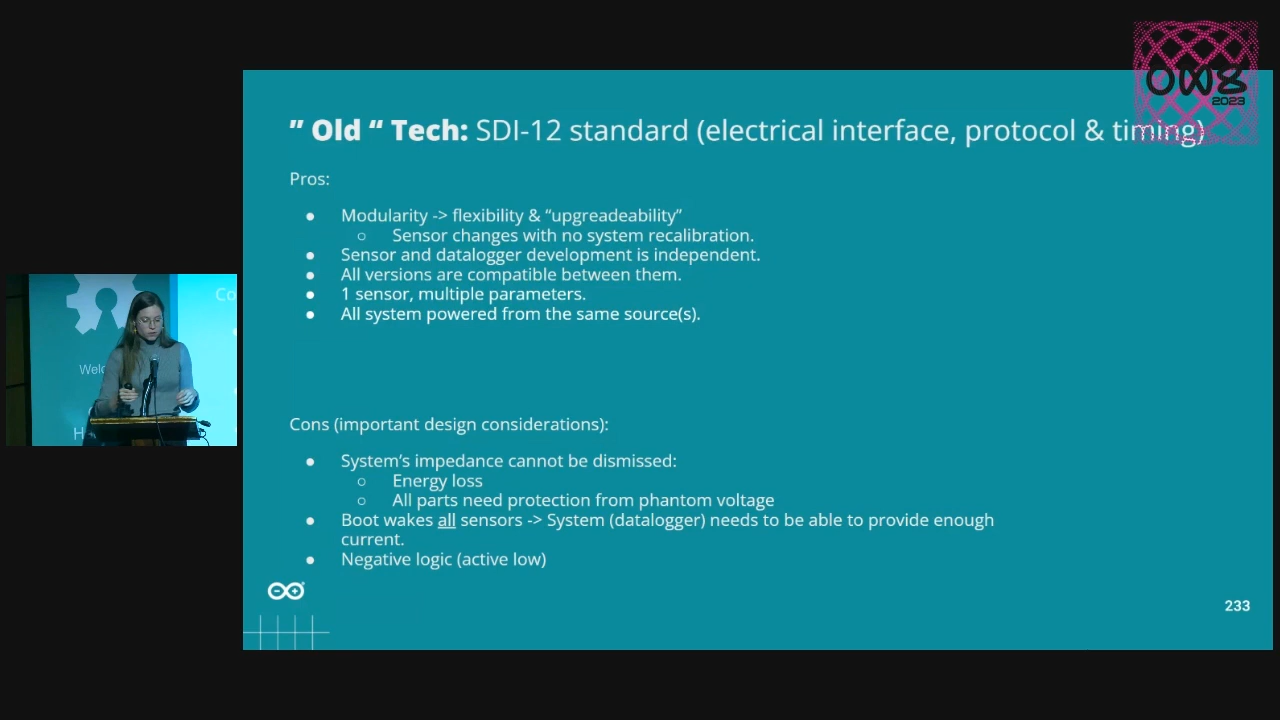 OW8
2023
” Old “ Tech: SDI-12 standard (electrical interface, protocol & timing)
Pros:
● Modularity -> flexibility & “upgreadeability”
○ Sensor changes with no system recalibration.
● Sensor and datalogger development is independent.
● All versions are compatible between them.
● 1 sensor, multiple parameters.
● All system powered from the same source(s).
Cons (important design considerations):
● System’s impedance cannot be dismissed:
○ Energy loss
○ All parts need protection from phantom voltage
● Boot wakes all sensors -> System (datalogger) needs to be able to provide enough
current.
● Negative logic (active low)
233
Co
Welc
H